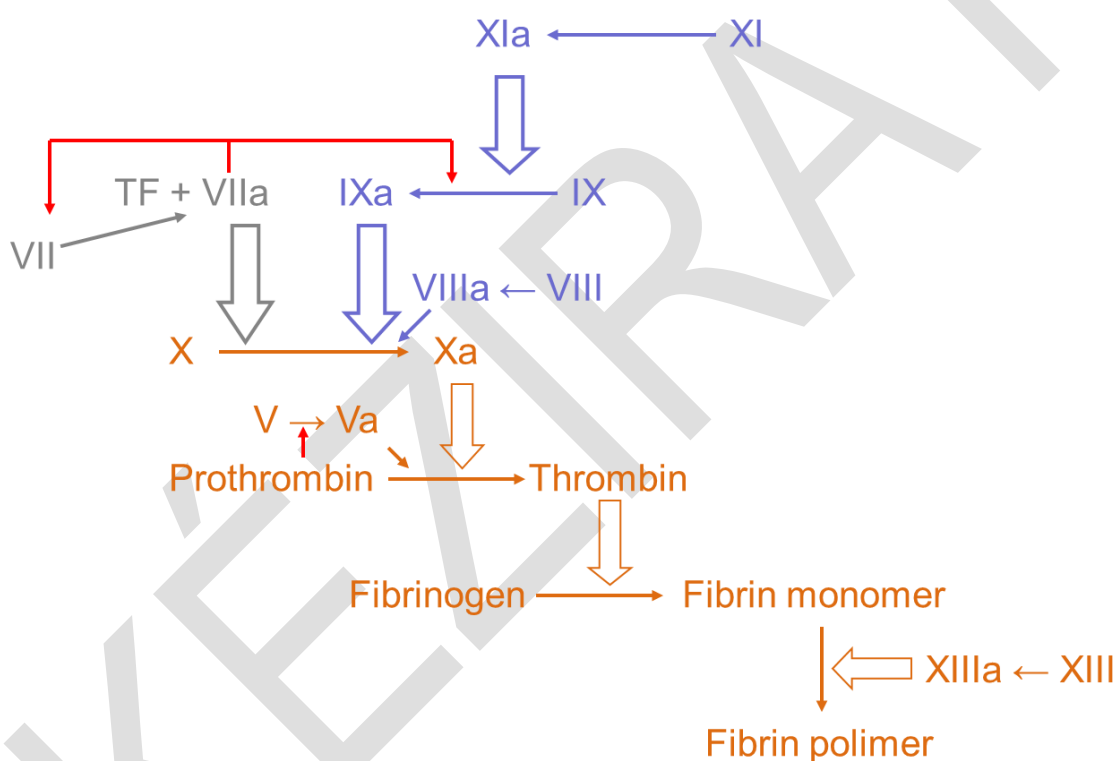 XIa ← XI
TF + VIIa
IXa ← IX
VII
VIIIa ← VIII
X
Xa
V → Va
Prothrombin
Thrombin
Fibrinogen
Fibrin monomer
XIIIa ← XIII
Fibrin polimer
KÉZIRAT